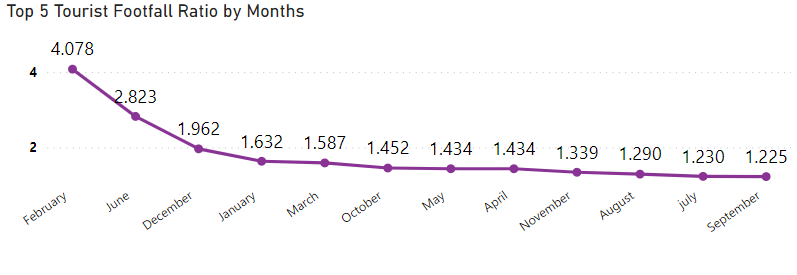 Top 5 Tourist Footfall Ratio by Months
4.078
2.823
1.962
1.632
1.587
1.452
1.434
1.434
1.339
1.290
1.230
1.225
4
2
February
June
December
January
March
October
May
April
November
August
july
September